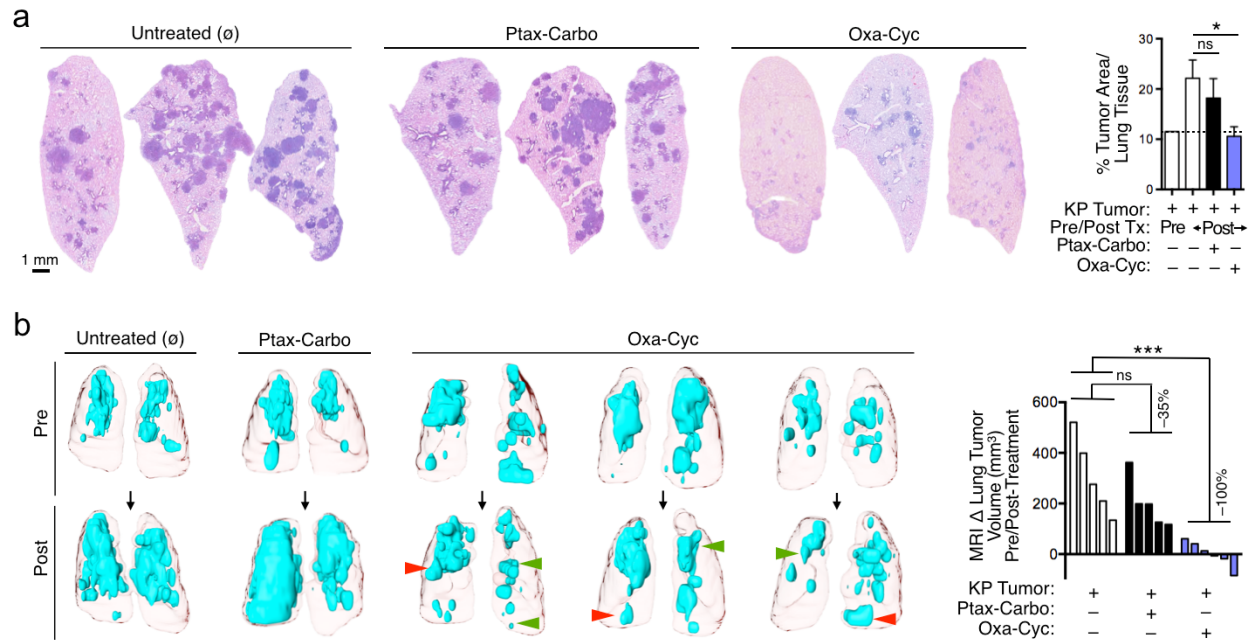 a
Untreated (ø)
Ptax-Carbo
Oxa-Cyc
1 mm
% Tumor Area/
Lung Tissue
30
20
10
0
*
ns
KP Tumor: + + + +
Pre/Post Tx: Pre Post
Ptax-Carbo: – – + –
Oxa-Cyc: – – – +
b
Untreated (ø)
Ptax-Carbo
Oxa-Cyc
Pre
Post
MRI Δ Lung Tumor
Volume (mm³)
Pre/Post-Treatment
600
400
200
0
***
ns
–35%
–100%
KP Tumor: + + +
Ptax-Carbo: – + –
Oxa-Cyc: – – +